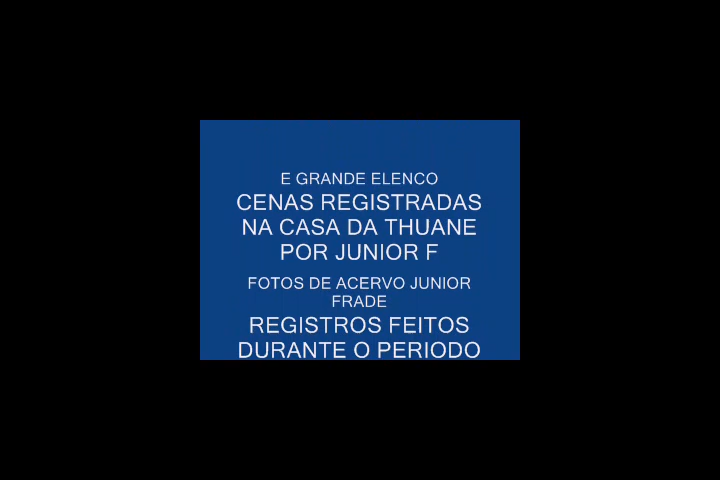 E GRANDE ELENCO
CENAS REGISTRADAS
NA CASA DA THUANE
POR JUNIOR F
FOTOS DE ACERVO JUNIOR
FRADE
REGISTROS FEITOS
DURANTE O PERIODO